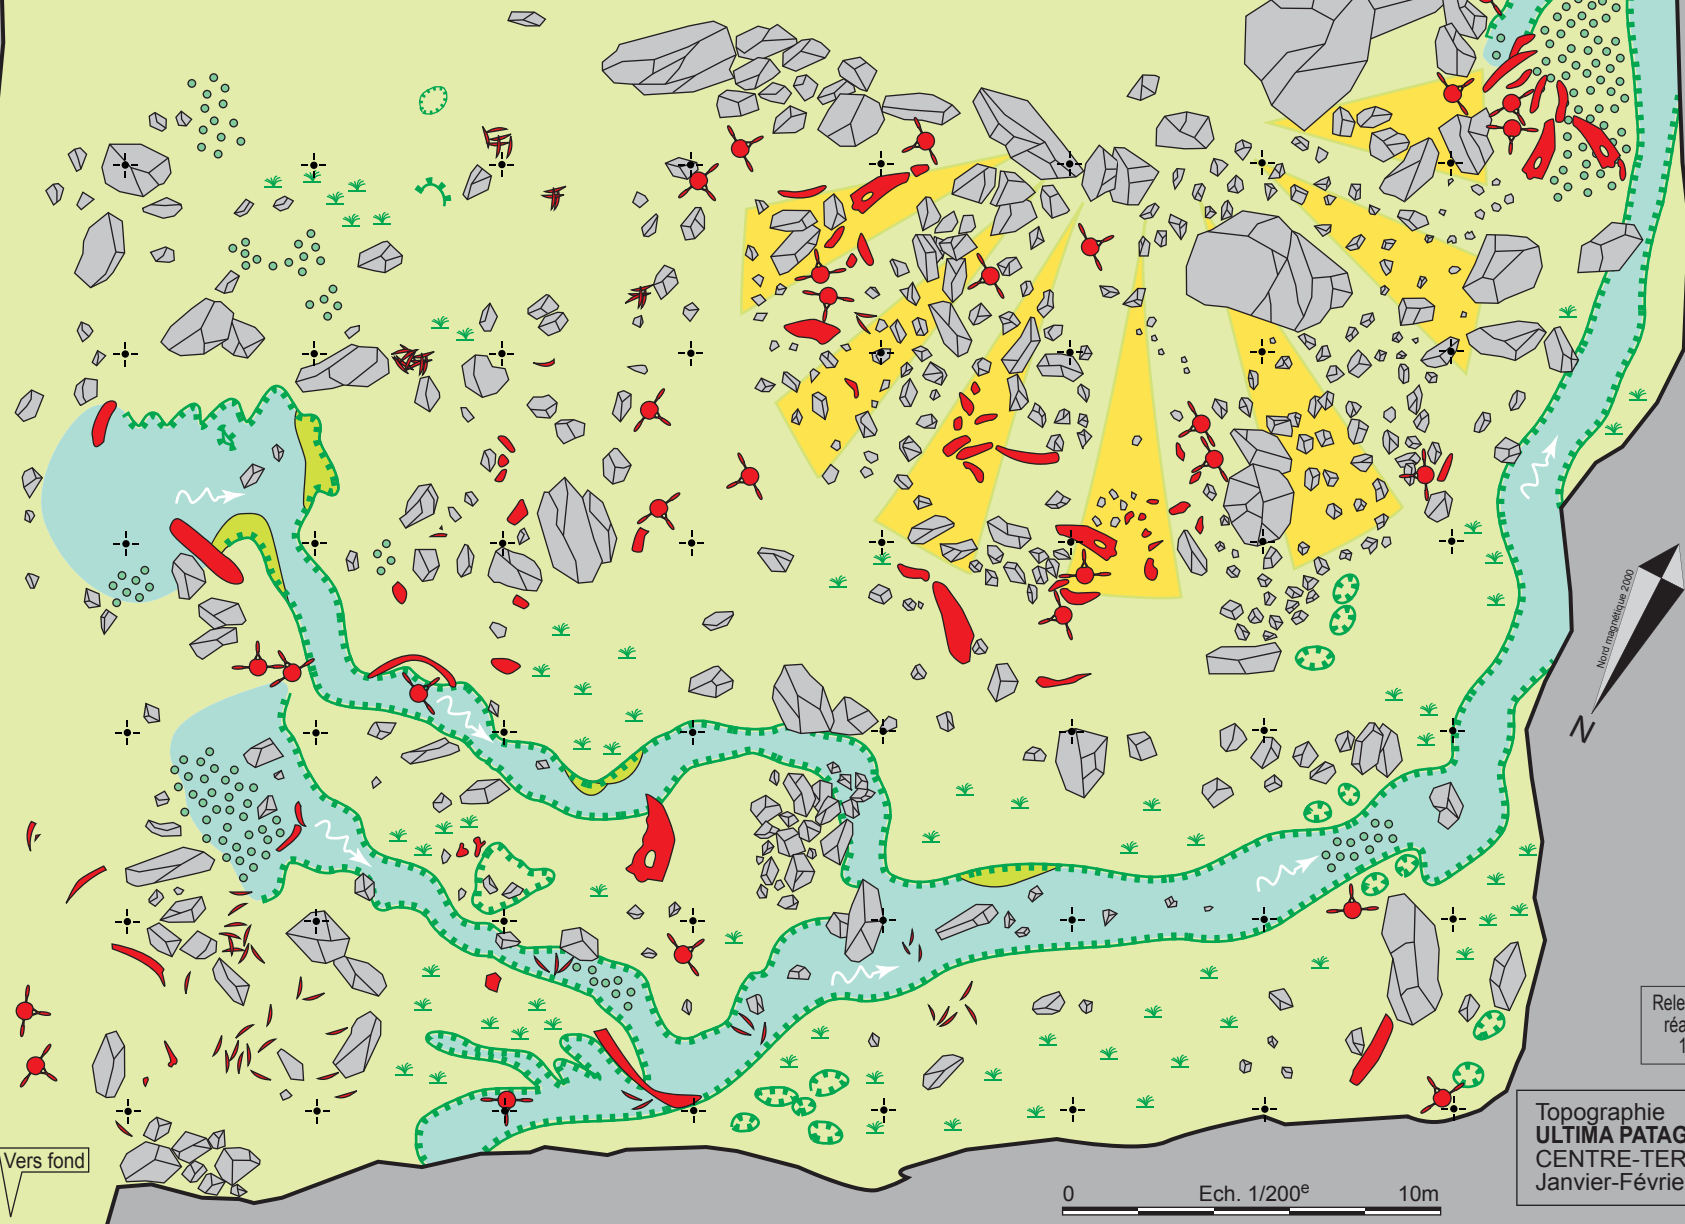 Nord magnétique 2000
N
Vers fond
0 Ech. 1/200e 10m
Topographie
ULTIMA PATAG
CENTRE-TER
Janvier-Févrie
Rele
réa
1